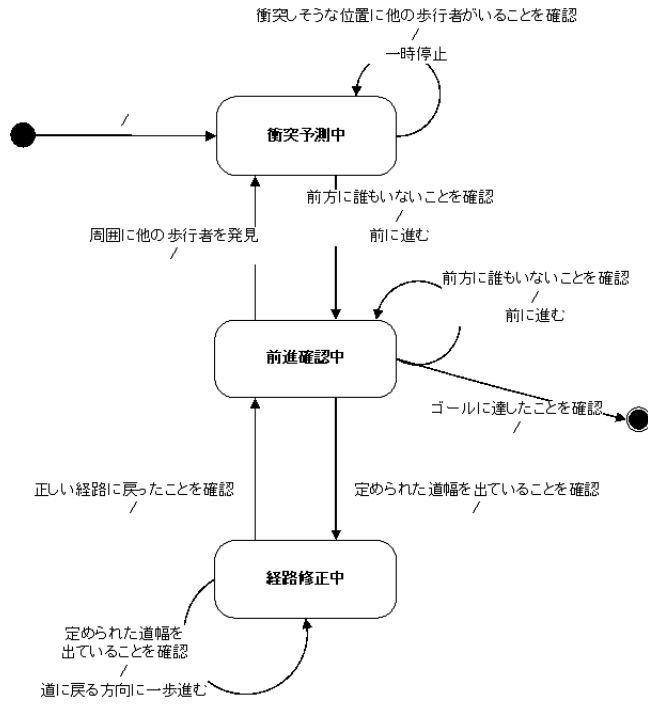 衝突しそうな位置に他の歩行者がいることを確認
/
一時停止
/
衝突予測中
前方に誰もいないことを確認
/
前に進む
周囲に他の歩行者を発見
/
前方に誰もいないことを確認
/
前に進む
前進確認中
ゴールに達したことを確認
/
正しい経路に戻ったことを確認
/
定められた道幅を出ていることを確認
/
経路修正中
定められた道幅を
出ていることを確認
/
道に戻る方向に一歩進む